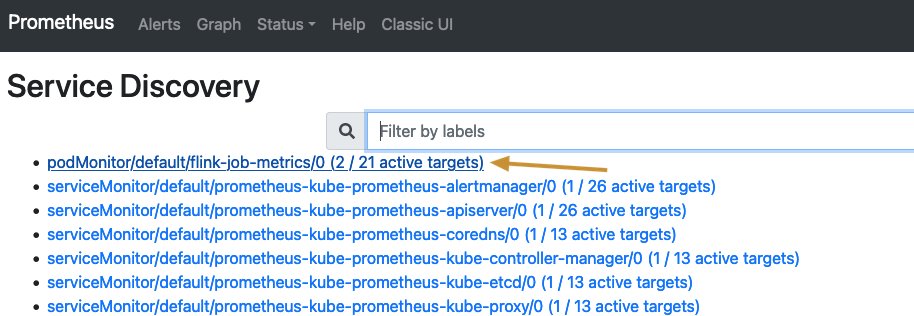 Prometheus Alerts Graph Status Help Classic UI
Service Discovery
Filter by labels
podMonitor/default/flink-job-metrics/0 (2 / 21 active targets)
serviceMonitor/default/prometheus-kube-prometheus-alertmanager/0 (1 / 26 active targets)
serviceMonitor/default/prometheus-kube-prometheus-apiserver/0 (1 / 26 active targets)
serviceMonitor/default/prometheus-kube-prometheus-coredns/0 (1 / 13 active targets)
serviceMonitor/default/prometheus-kube-prometheus-kube-controller-manager/0 (1 / 13 active targets)
serviceMonitor/default/prometheus-kube-prometheus-kube-etcd/0 (1 / 13 active targets)
serviceMonitor/default/prometheus-kube-prometheus-kube-proxy/0 (1 / 13 active targets)